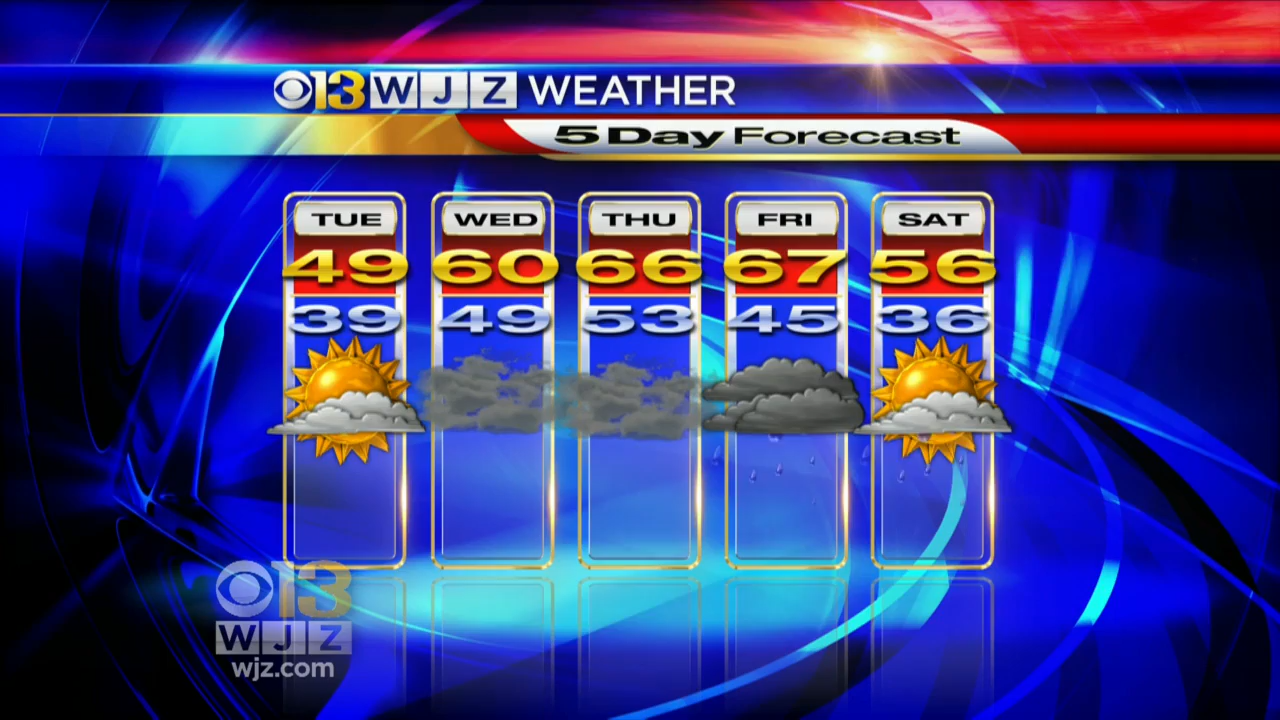 13 WJZ WEATHER
5 Day Forecast
TUE WED THU FRI SAT
49 60 66 67 56
39 49 53 45 36
13
WJZ
wjz.com